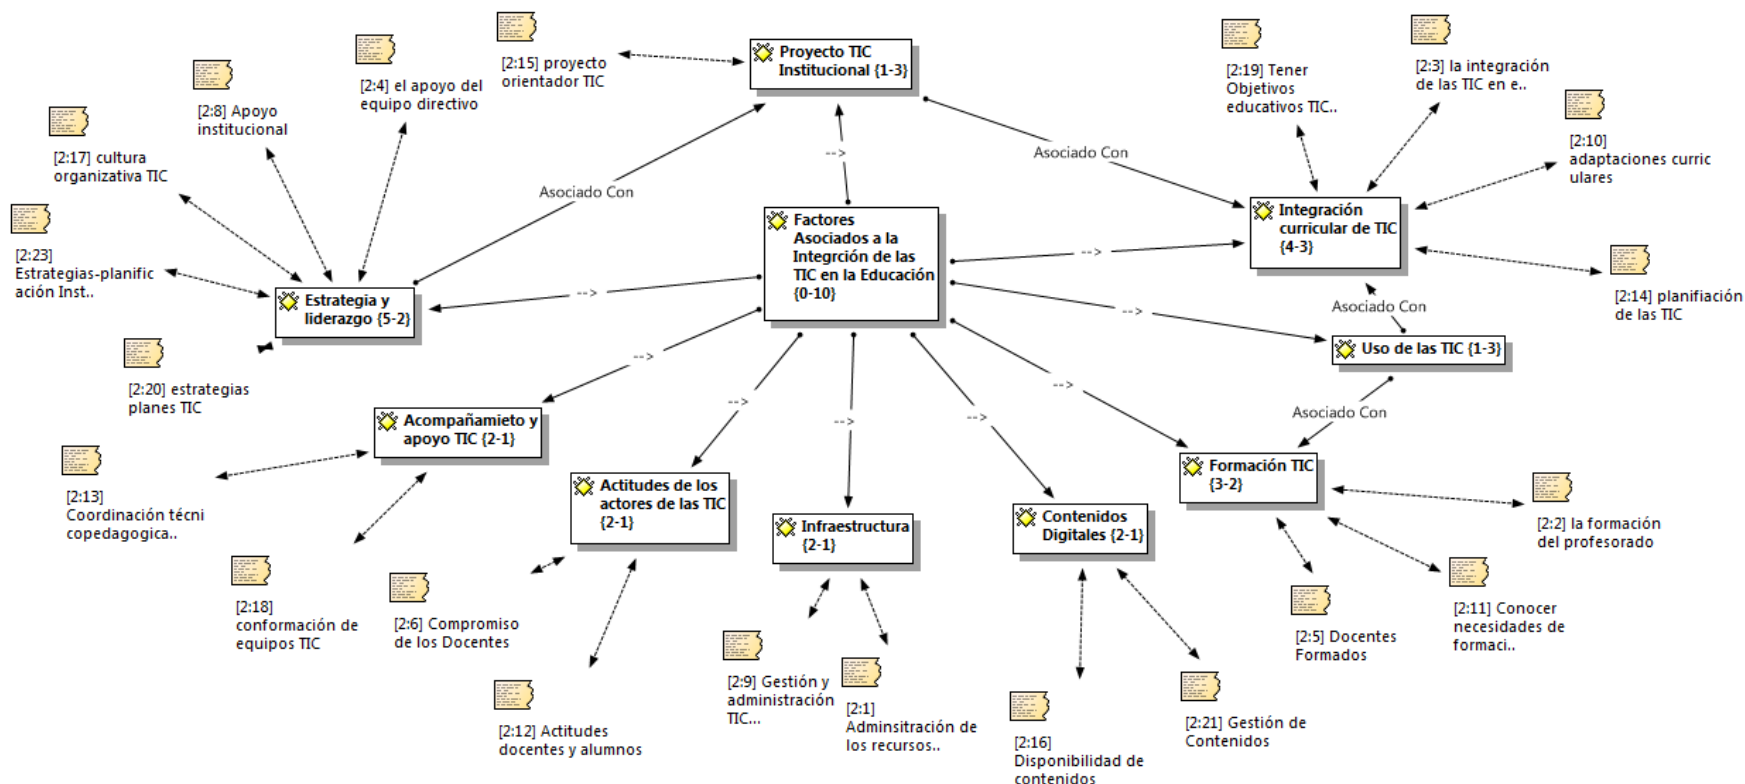 [2:15] proyecto
orientador TIC
Proyecto TIC
Institucional {1-3}
[2:4] el apoyo del
equipo directivo
[2:8] Apoyo
institucional
[2:17] cultura
organizativa TIC
[2:23]
Estrategias-planific
ación Inst..
[2:20] estrategias
planes TIC
Estrategia y
liderazgo {5-2}
Asociado Con
-->
Asociado Con
[2:19] Tener
Objetivos
educativos TIC..
[2:3] la integración
de las TIC en e..
[2:10]
adaptaciones curric
ulares
[2:14] planifiación
de las TIC
Integración
curricular de TIC
{4-3}
Factores
Asociados a la
Integrción de las
TIC en la Educación
{0-10}
-->
-->
-->
-->
-->
-->
-->
-->
Asociado Con
Uso de las TIC {1-3}
Asociado Con
Acompañamieto y
apoyo TIC {2-1}
[2:13]
Coordinación técni
copedagogica..
[2:18]
conformación de
equipos TIC
Actitudes de los
actores de las TIC
{2-1}
[2:6] Compromiso
de los Docentes
[2:12] Actitudes
docentes y alumnos
Infraestructura
{2-1}
[2:9] Gestión y
administración
TIC...
[2:1]
Adminsitración de
los recursos..
Contenidos
Digitales {2-1}
[2:16]
Disponibilidad de
contenidos
[2:21] Gestión de
Contenidos
Formación TIC
{3-2}
[2:2] la formación
del profesorado
[2:11] Conocer
necesidades de
formaci..
[2:5] Docentes
Formados